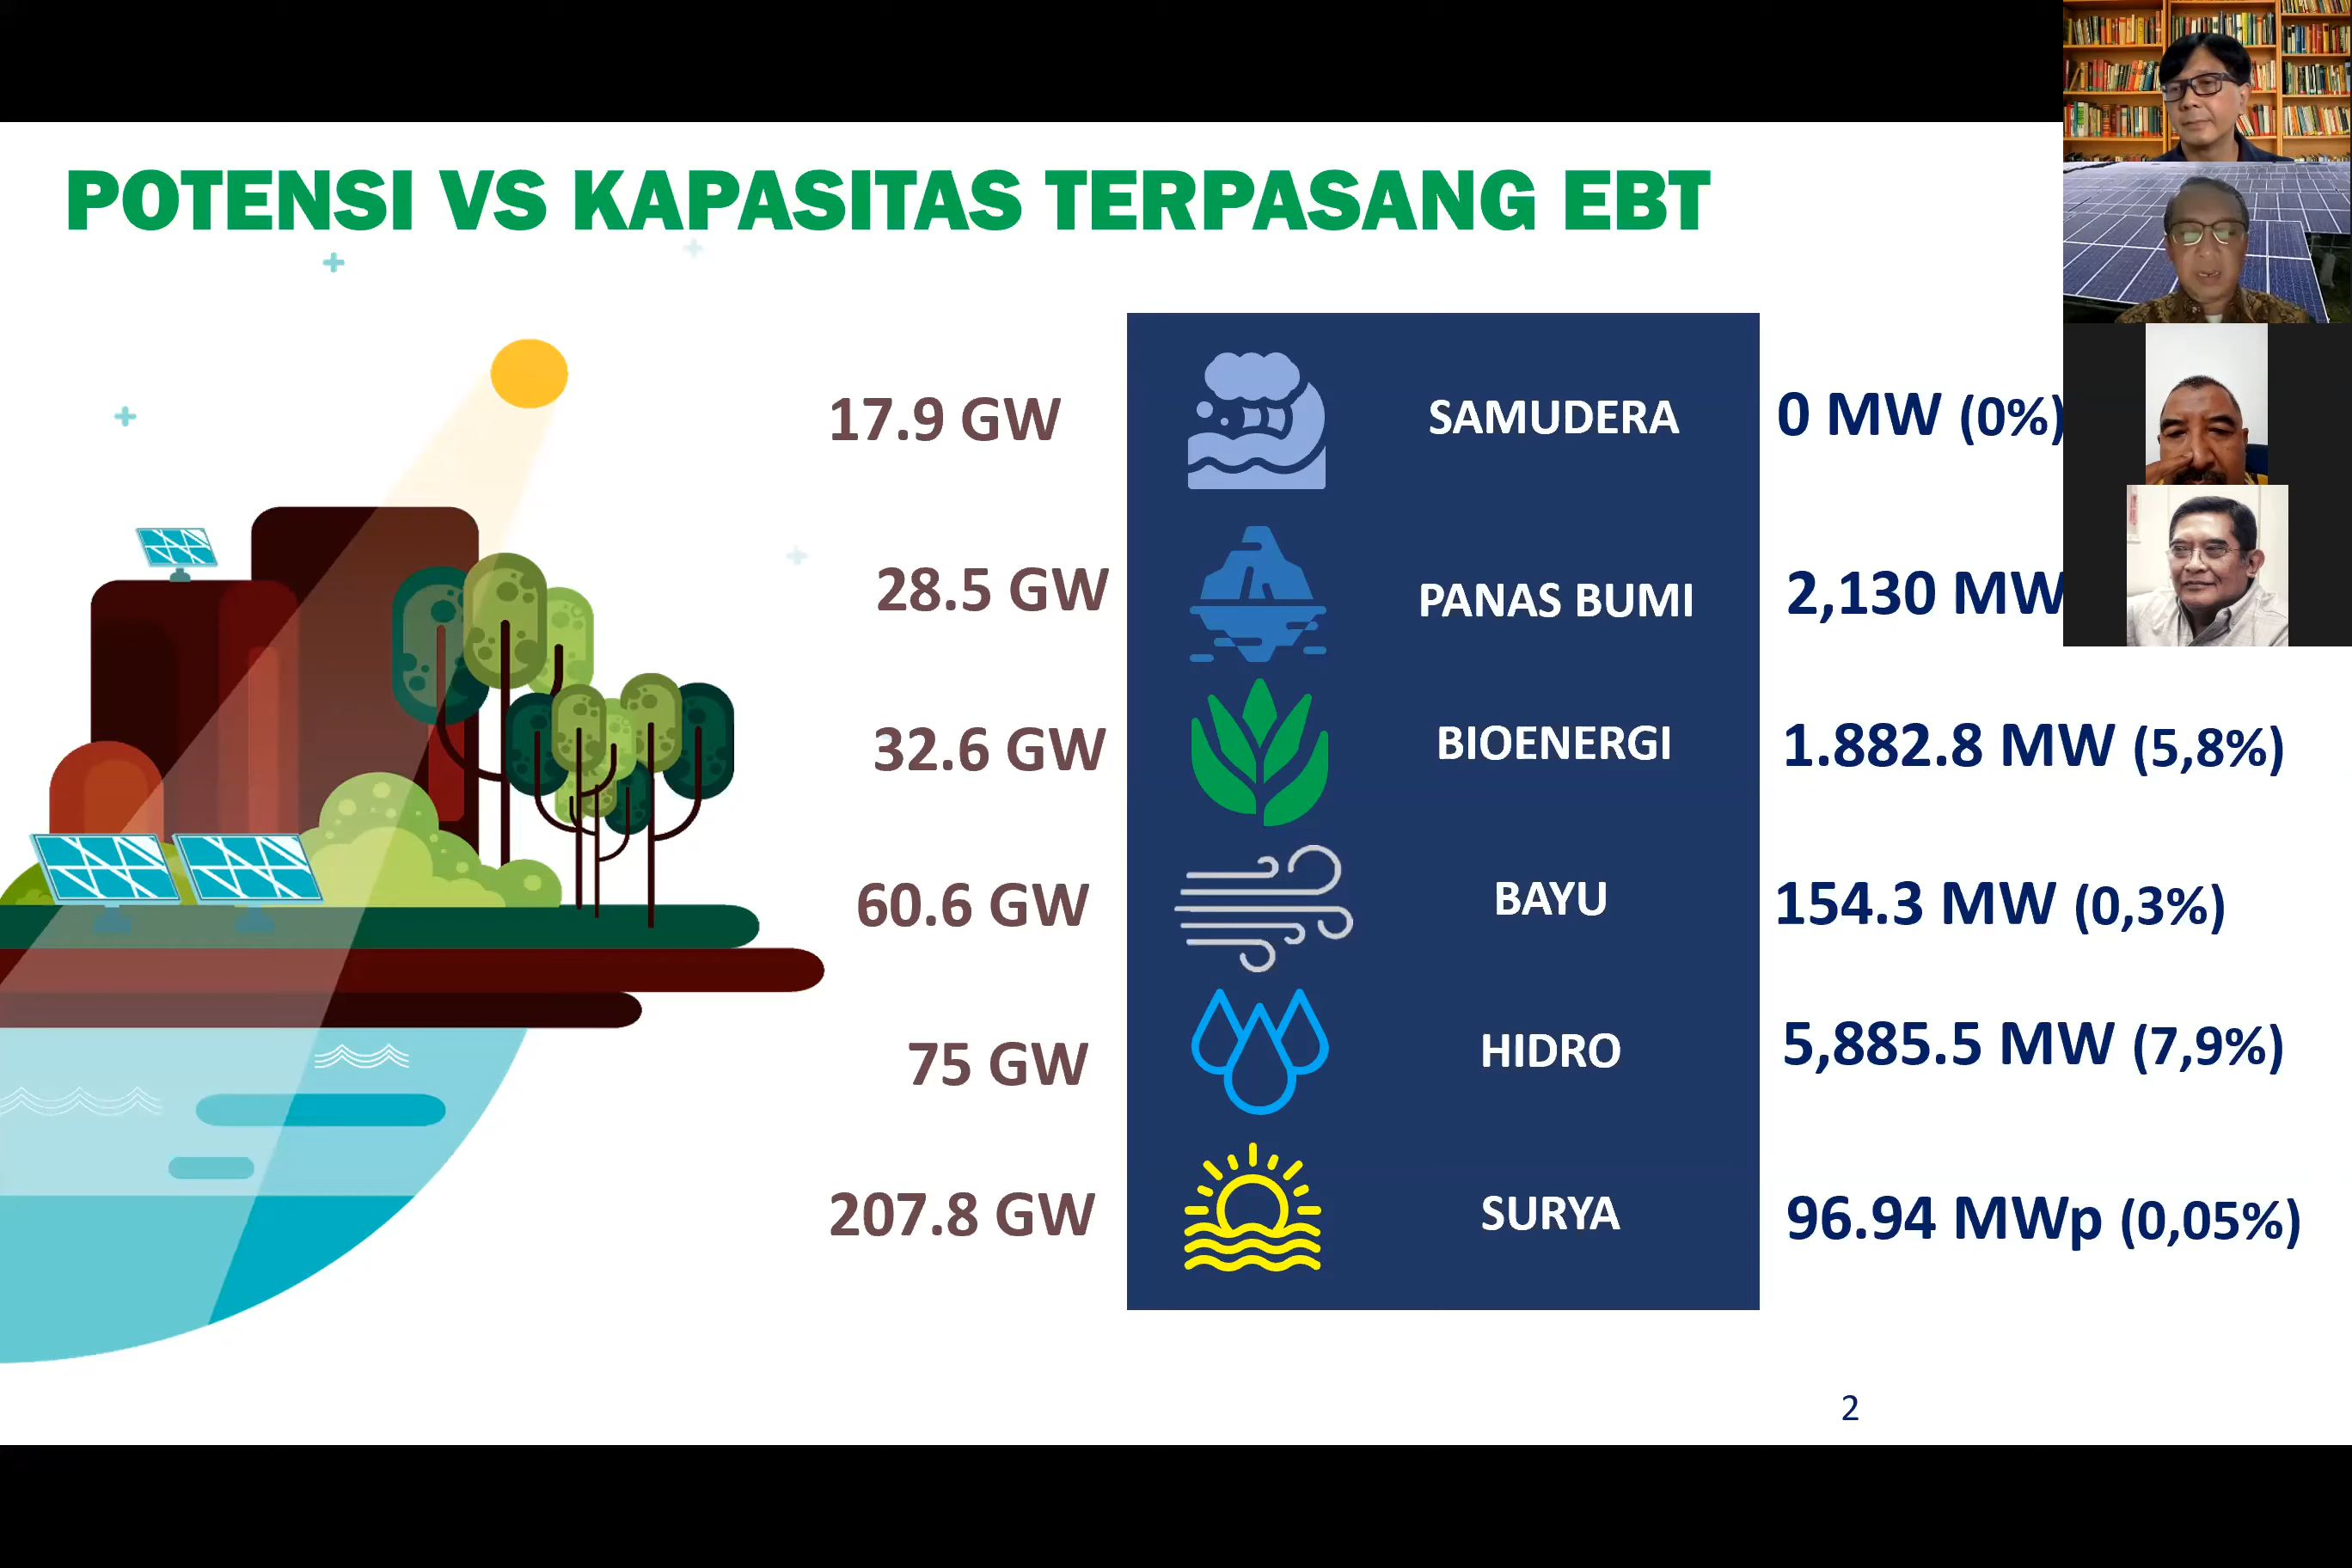 POTENSI VS KAPASITAS TERPASANG EBT
17.9 GW SAMUDERA 0 MW (0%)
28.5 GW PANAS BUMI 2,130 MW
32.6 GW BIOENERGI 1.882.8 MW (5,8%)
60.6 GW BAYU 154.3 MW (0,3%)
75 GW HIDRO 5,885.5 MW (7,9%)
207.8 GW SURYA 96.94 MWp (0,05%)
2